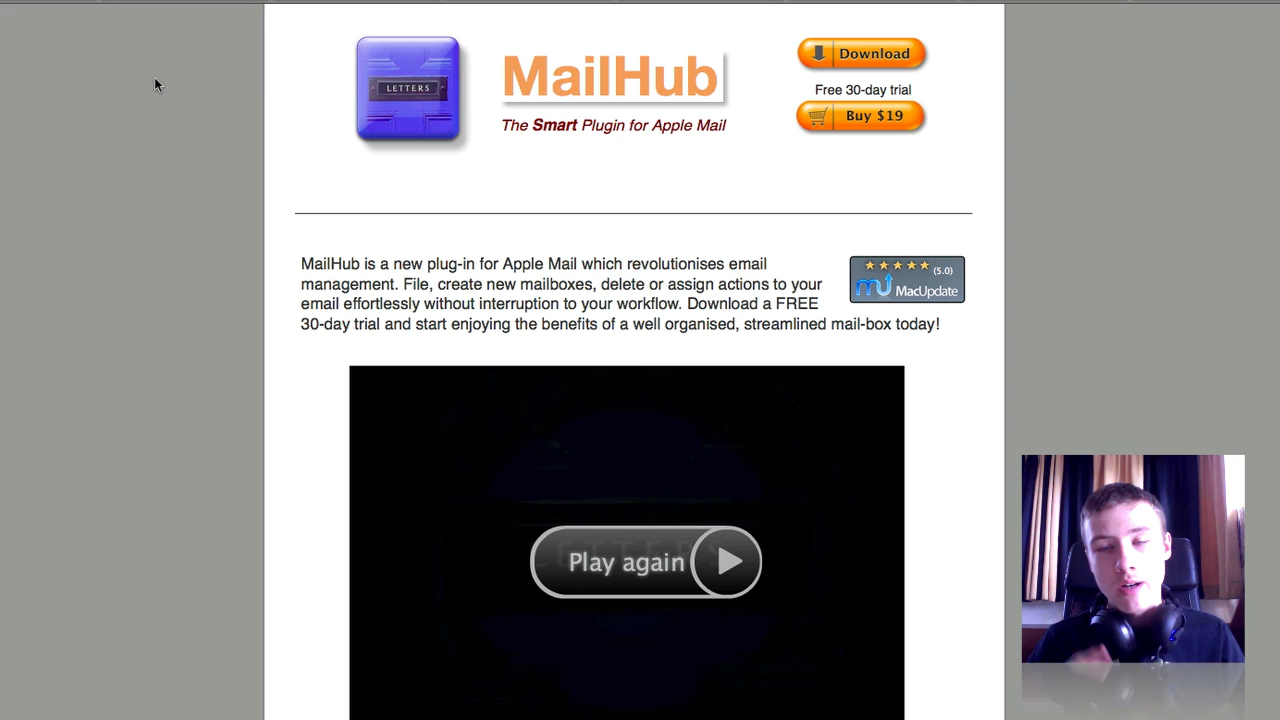 LETTERS
MailHub
The Smart Plugin for Apple Mail
Download
Free 30-day trial
Buy $19
MailHub is a new plug-in for Apple Mail which revolutionises email
management. File, create new mailboxes, delete or assign actions to your
email effortlessly without interruption to your workflow. Download a FREE
30-day trial and start enjoying the benefits of a well organised, streamlined mail-box today!
(5.0)
MacUpdate
Play again